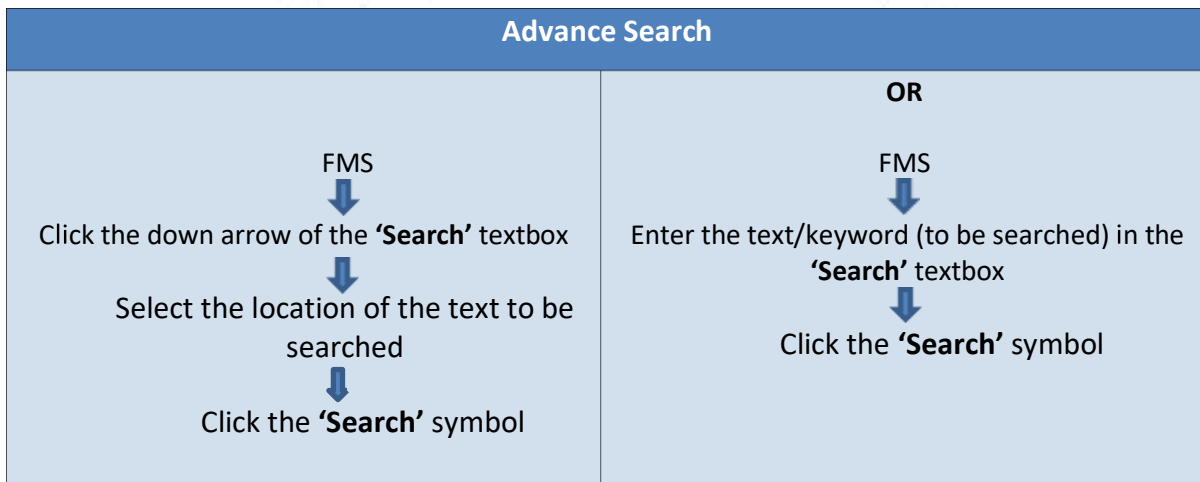 Advance Search
FMS
Click the down arrow of the ‘Search’ textbox
Select the location of the text to be
searched
Click the ‘Search’ symbol
OR
FMS
Enter the text/keyword (to be searched) in the
‘Search’ textbox
Click the ‘Search’ symbol